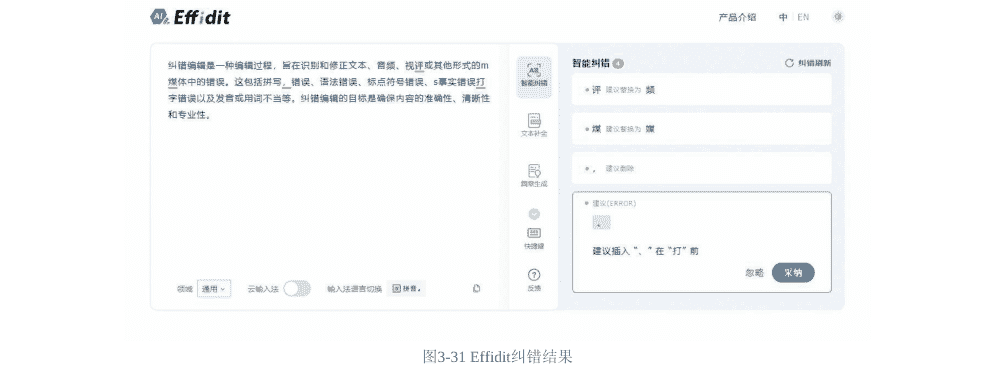 AI Effidit
产品介绍
中 | EN
纠错编辑是一种编辑过程，旨在识别和修正文本、音频、视评或其他形式的m
煤体中的错误。这包括拼写，错误、语法错误、标点符号错误、s事实错误打
字错误以及发音或用词不当等。纠错编辑的目标是确保内容的准确性、清晰性
和专业性。
领域 通用
云输入法
输入法语言切换
拼音
智能纠错
文本补全
篇章生成
快捷键
反馈
智能纠错 4
纠错刷新
评 建议替换为 频
煤 建议替换为 媒
， 建议删除
建议(ERROR)
、
建议插入“、”在“打”前
忽略
采纳
图3-31 Effidit纠错结果